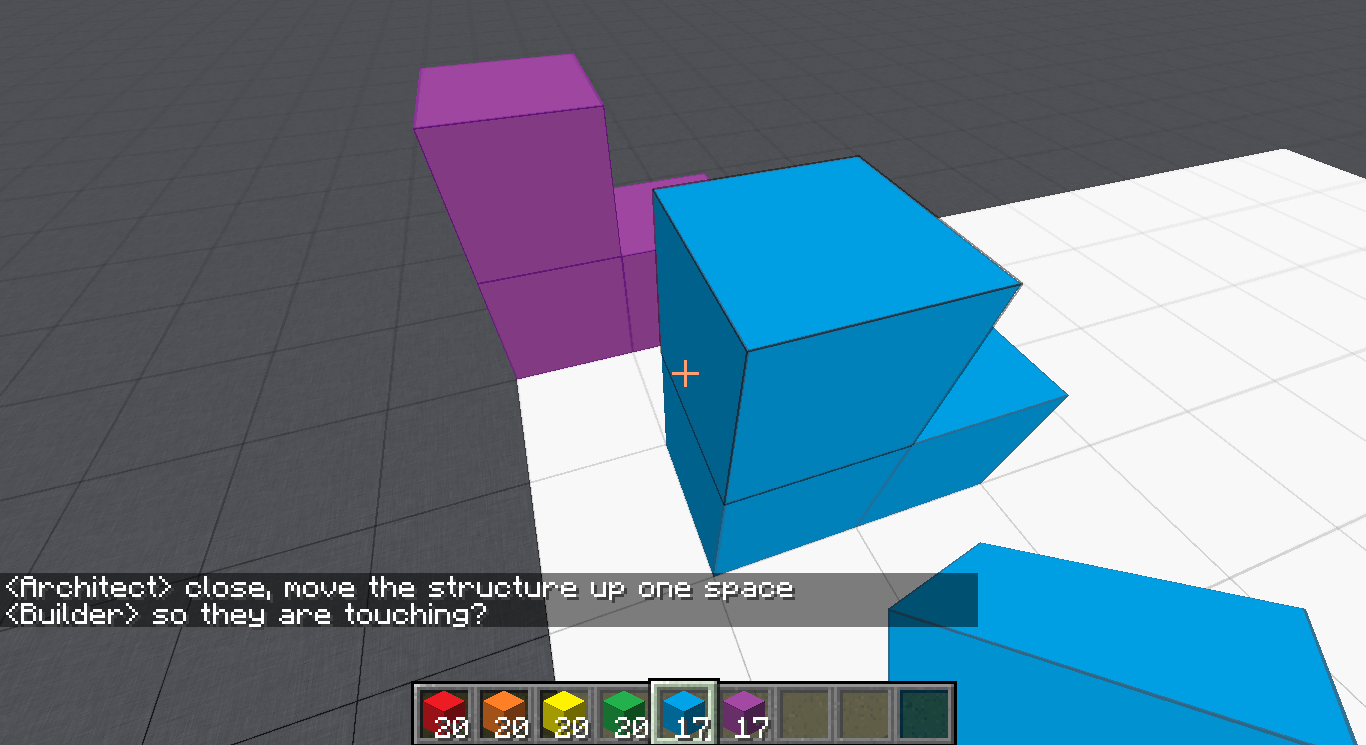 <Architect> close, move the structure up one space
<Builder> so they are touching?
20 20 20 20 17 17